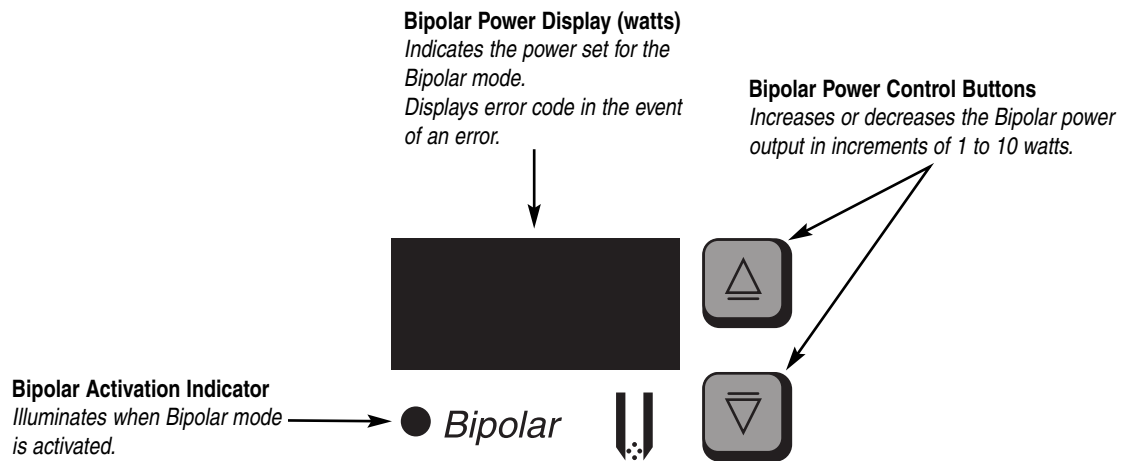 Bipolar Power Display (watts)
Indicates the power set for the
Bipolar mode.
Displays error code in the event
of an error.
Bipolar Power Control Buttons
Increases or decreases the Bipolar power
output in increments of 1 to 10 watts.
Bipolar Activation Indicator
Illuminates when Bipolar mode
is activated.
Bipolar